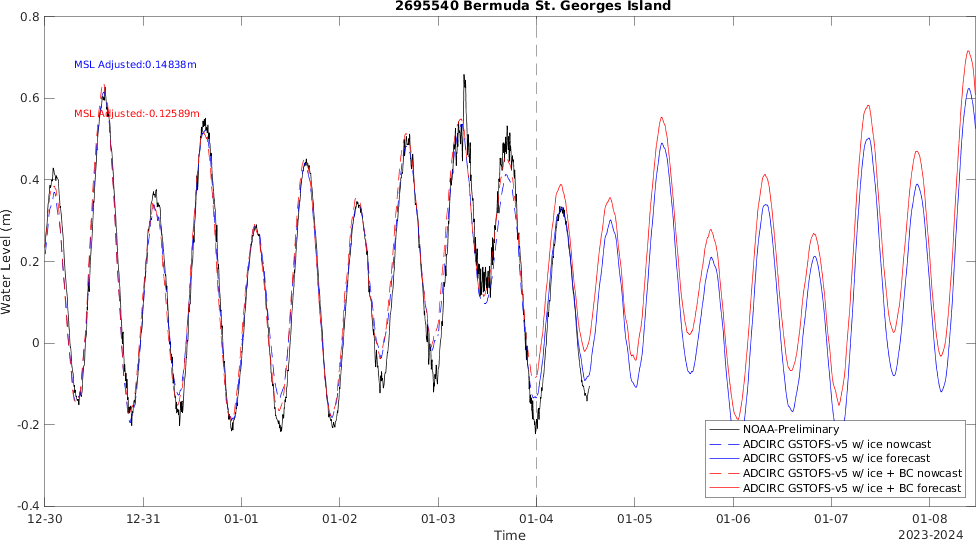 2695540 Bermuda St. Georges Island
MSL Adjusted:0.14838m
MSL Adjusted:-0.12589m
Water Level (m)
0.8
0.6
0.4
0.2
0
-0.2
-0.4
NOAA-Preliminary
ADCIRC GSTOFS-v5 w/ ice nowcast
ADCIRC GSTOFS-v5 w/ ice forecast
ADCIRC GSTOFS-v5 w/ ice + BC nowcast
ADCIRC GSTOFS-v5 w/ ice + BC forecast
12-30 12-31 01-01 01-02 01-03 01-04 01-05 01-06 01-07 01-08
Time
2023-2024